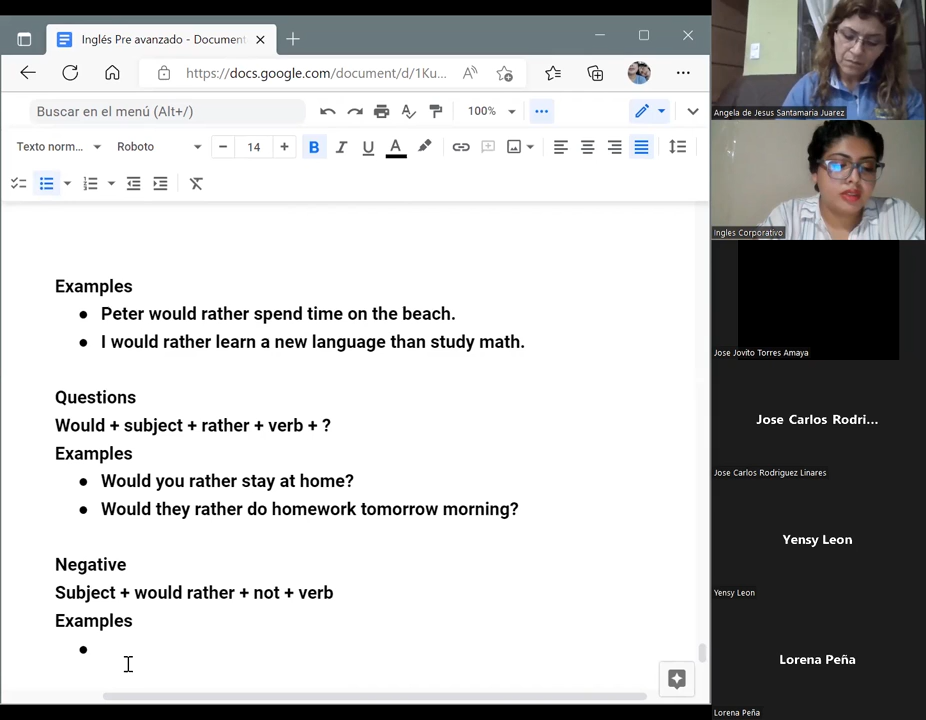 Inglés Pre avanzado - Document
https://docs.google.com/document/d/1Ku...
Buscar en el menú (Alt+/)
100%
Texto norm...
Roboto
14
Examples
Peter would rather spend time on the beach.
I would rather learn a new language than study math.
Questions
Would + subject + rather + verb + ?
Examples
Would you rather stay at home?
Would they rather do homework tomorrow morning?
Negative
Subject + would rather + not + verb
Examples
Angela de Jesus Santamaria Juarez
Ingles Corporativo
Jose Jovito Torres Amaya
Jose Carlos Rodri...
Jose Carlos Rodriguez Linares
Yensy Leon
Yensy Leon
Lorena Peña
Lorena Peña